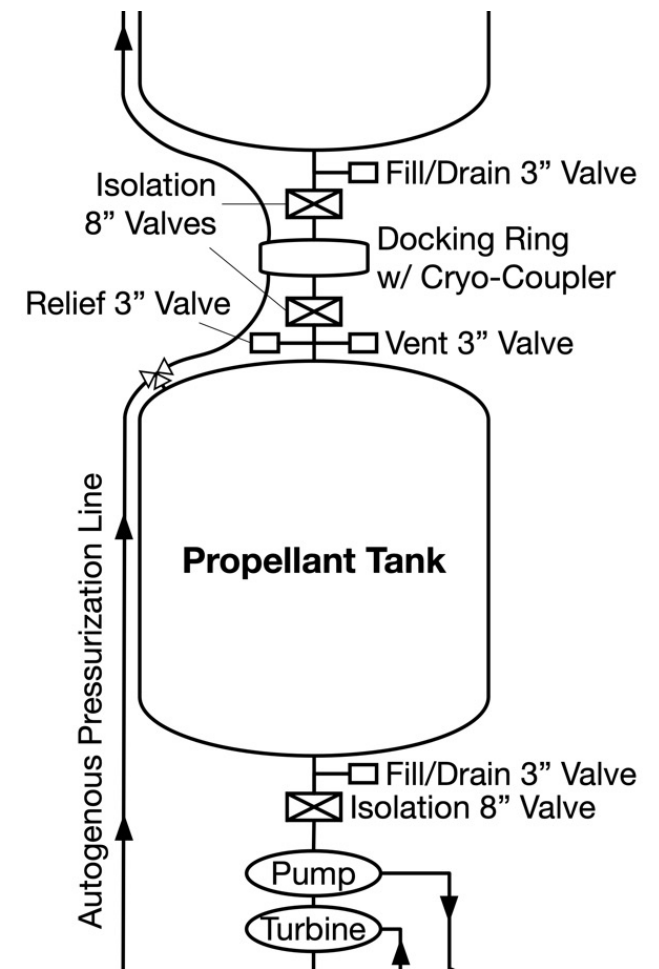 Fill/Drain 3” Valve
Isolation
8” Valves
Docking Ring
w/ Cryo-Coupler
Relief 3” Valve
Vent 3” Valve
Autogenous Pressurization Line
Propellant Tank
Fill/Drain 3” Valve
Isolation 8” Valve
Pump
Turbine